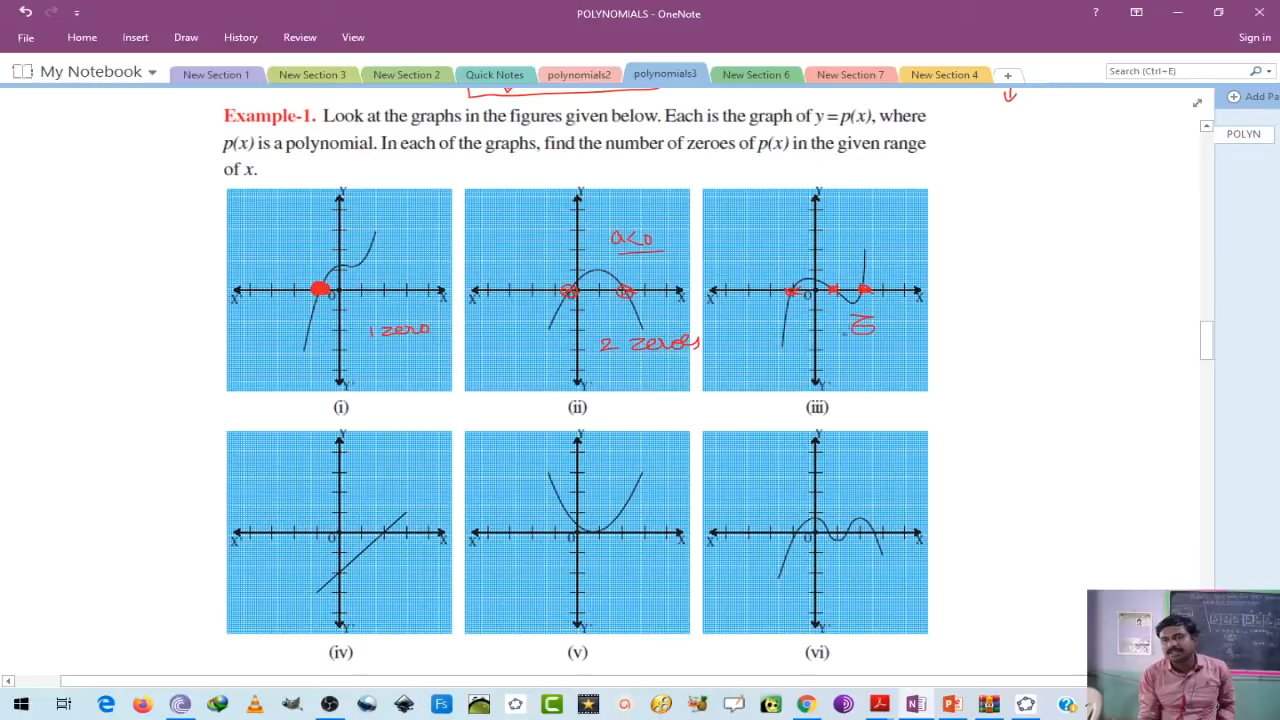 POLYNOMIALS - OneNote
?
File Home Insert Draw History Review View
Sign in
My Notebook
New Section 1 New Section 3 New Section 2 Quick Notes polynomials2 polynomials3 New Section 6 New Section 7 New Section 4 +
Search (Ctrl+E)
Add Pa
POLYN
Example-1. Look at the graphs in the figures given below. Each is the graph of y = p(x), where
p(x) is a polynomial. In each of the graphs, find the number of zeroes of p(x) in the given range
of x.
Y Y Y
a<0
X' O X X' X X' O X
1 zero
2 zeroes
Y' Y' Y'
(i) (ii) (iii)
Y Y Y
X' O X X' O X X' O X
Y' Y' Y'
(iv) (v) (vi)
Fs